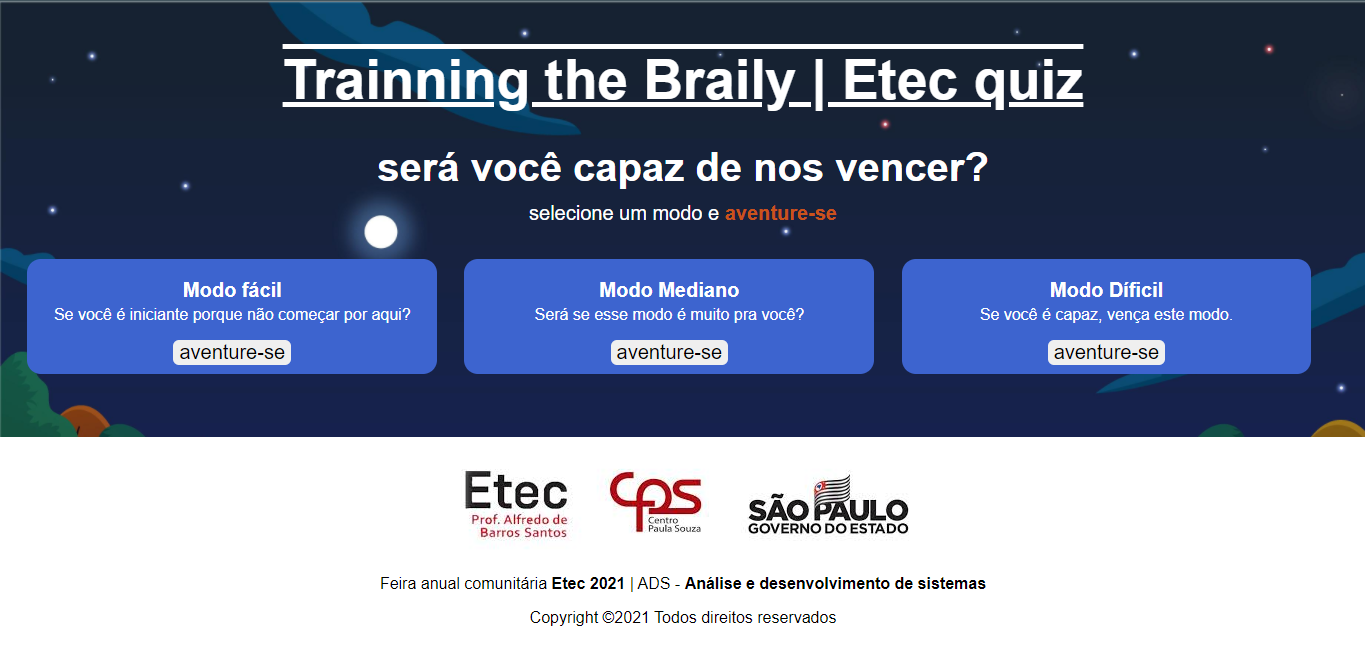 Trainning the Braily | Etec quiz
será você capaz de nos vencer?
selecione um modo e aventure-se
Modo fácil
Se você é iniciante porque não começar por aqui?
aventure-se
Modo Mediano
Será se esse modo é muito pra você?
aventure-se
Modo Díficil
Se você é capaz, vença este modo.
aventure-se
Etec
Prof. Alfredo de
Barros Santos
CPS
Centro
Paula Souza
SÃO PAULO
GOVERNO DO ESTADO
Feira anual comunitária Etec 2021 | ADS - Análise e desenvolvimento de sistemas
Copyright ©2021 Todos direitos reservados